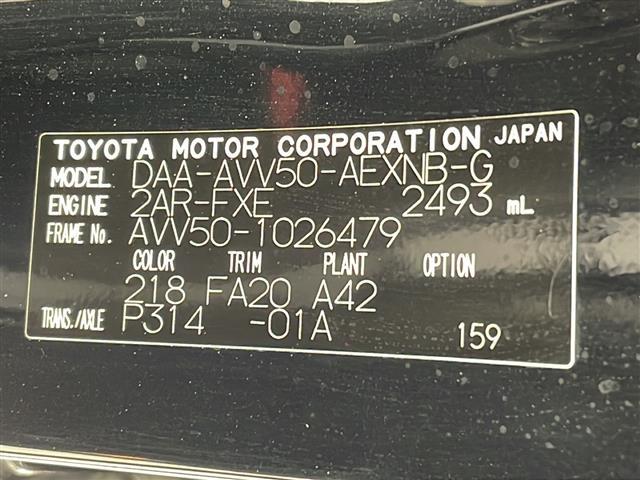 TOYOTA MOTOR CORPORATION JAPAN
MODEL DAA-AVV50-AEXNB-G
ENGINE 2AR-FXE 2493 mL
FRAME No. AVV50-1026479
COLOR TRIM PLANT OPTION
218 FA20 A42
TRANS./AXLE P314 -01A 159